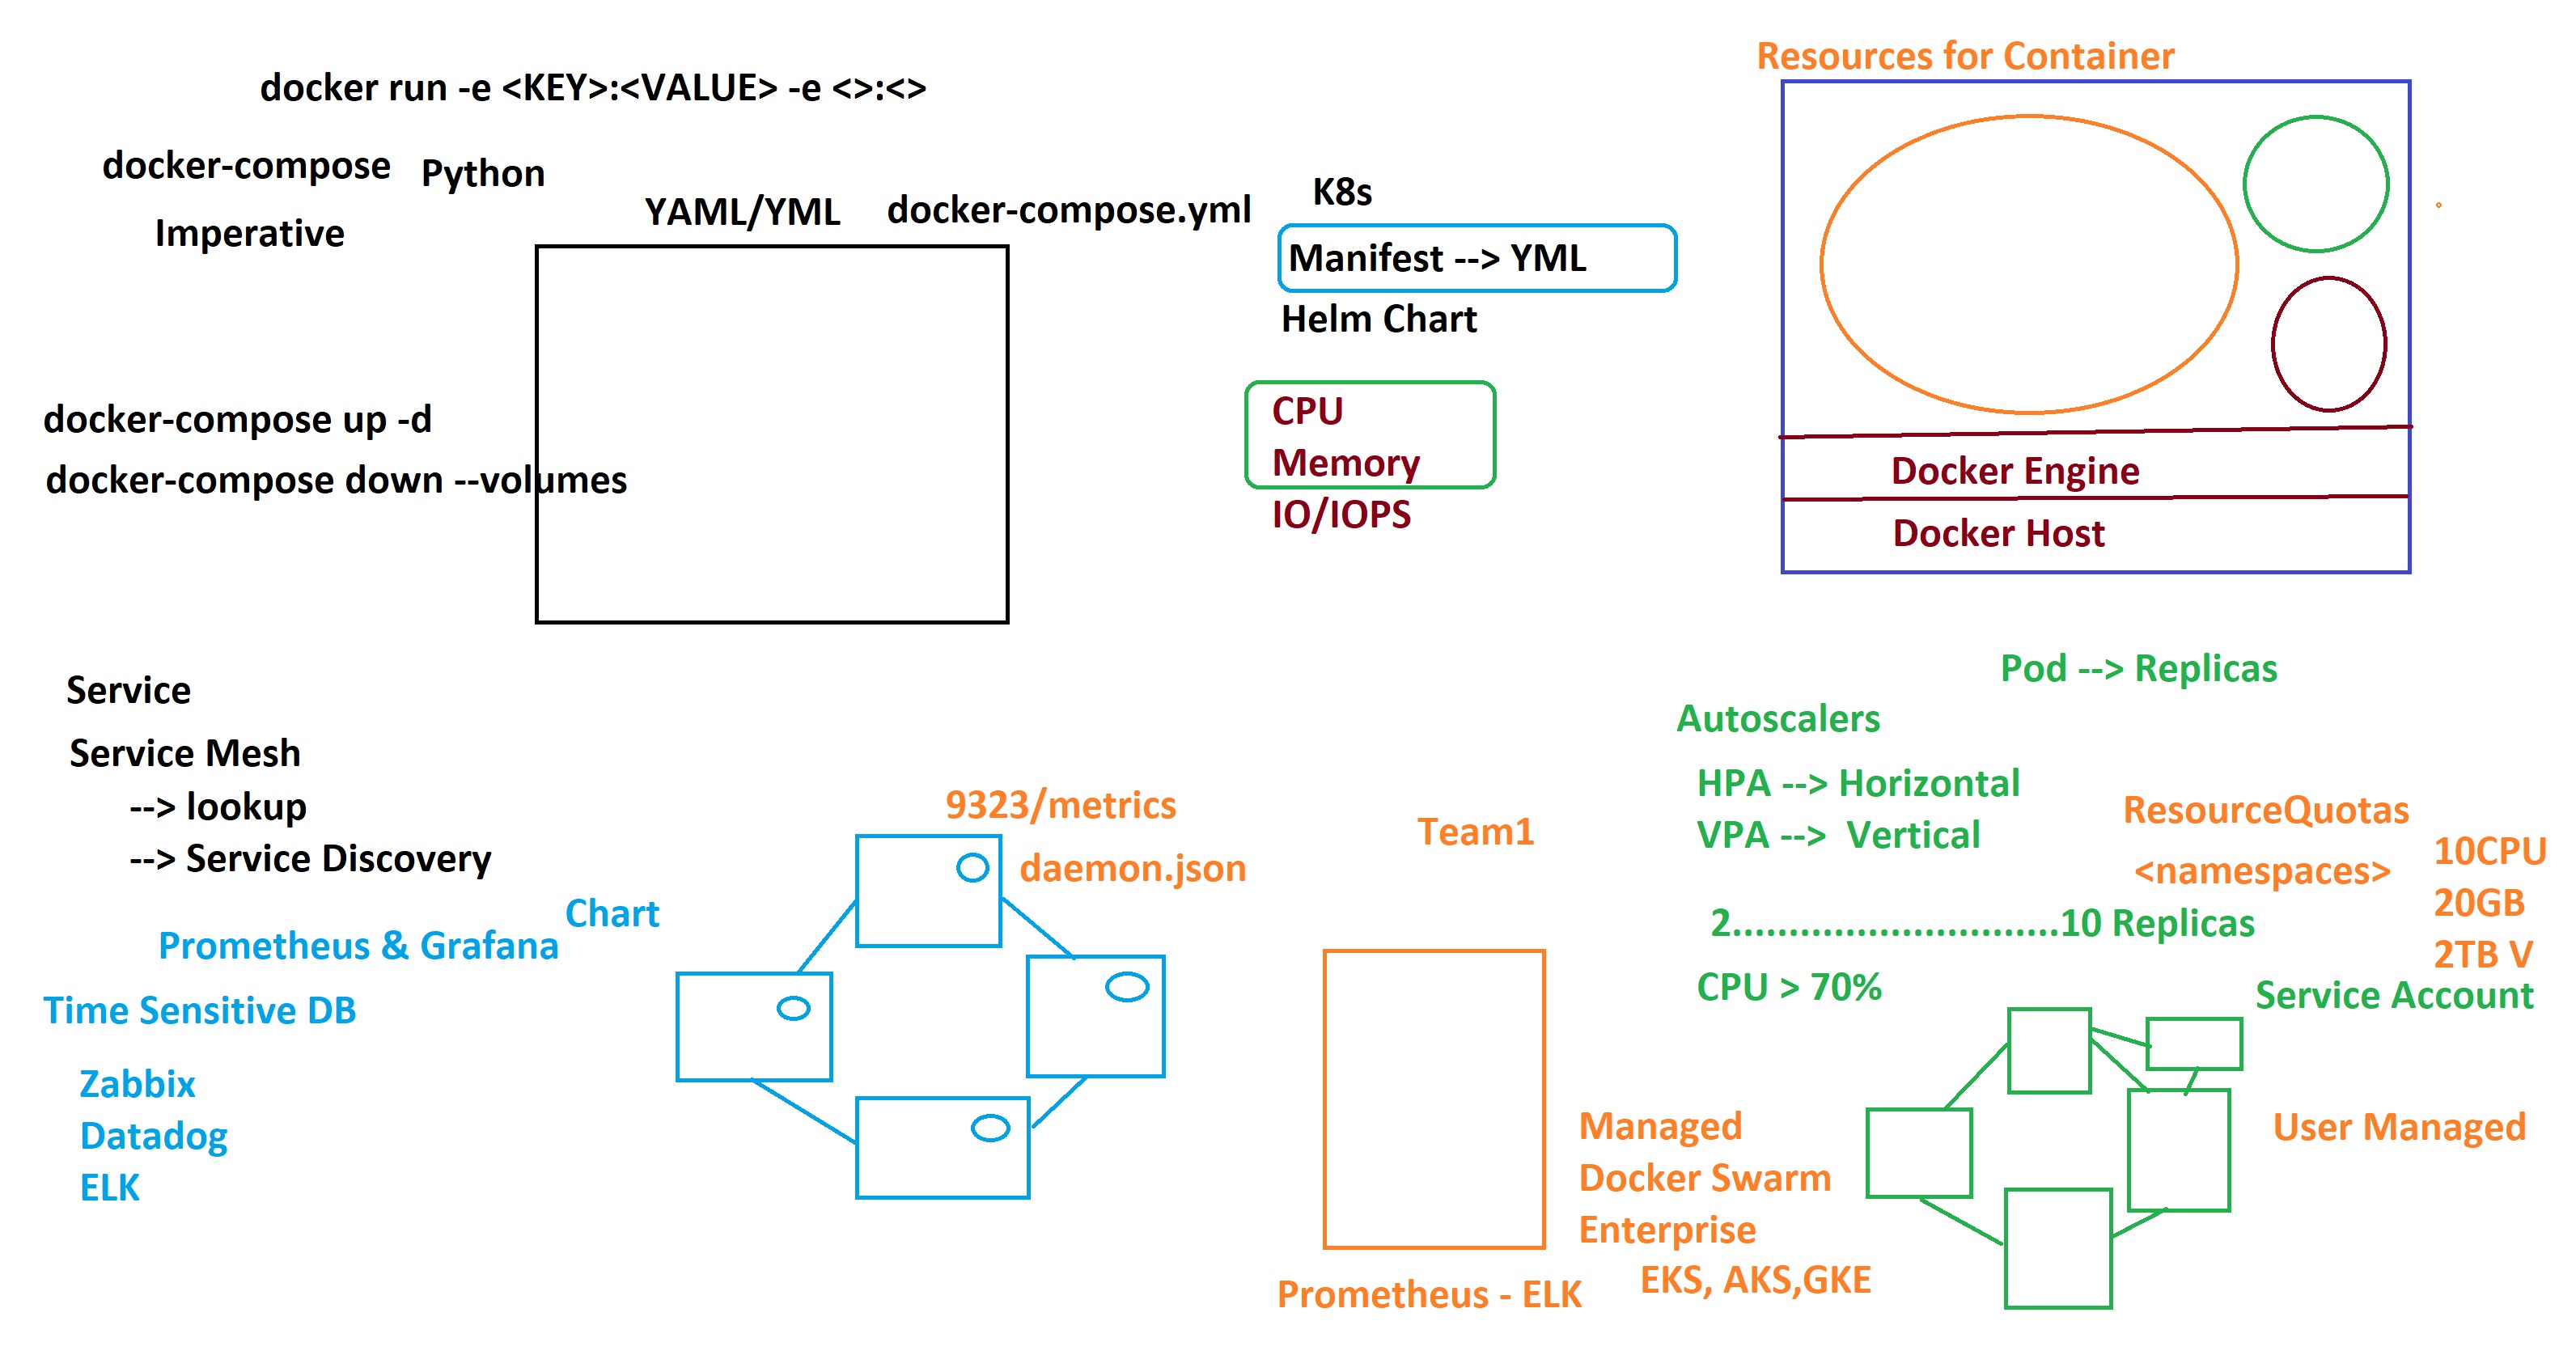 docker run -e <KEY>:<VALUE> -e <>:<>
docker-compose
Python
Imperative
YAML/YML
docker-compose.yml
docker-compose up -d
docker-compose down --volumes
K8s
Manifest --> YML
Helm Chart
CPU
Memory
IO/IOPS
Resources for Container
Docker Engine
Docker Host
Service
Service Mesh
--> lookup
--> Service Discovery
Prometheus & Grafana
Chart
Time Sensitive DB
Zabbix
Datadog
ELK
9323/metrics
daemon.json
Team1
Prometheus - ELK
Managed
Docker Swarm
Enterprise
EKS, AKS,GKE
Pod --> Replicas
Autoscalers
HPA --> Horizontal
VPA --> Vertical
2.............................10 Replicas
CPU > 70%
ResourceQuotas
<namespaces>
10CPU
20GB
2TB V
Service Account
User Managed